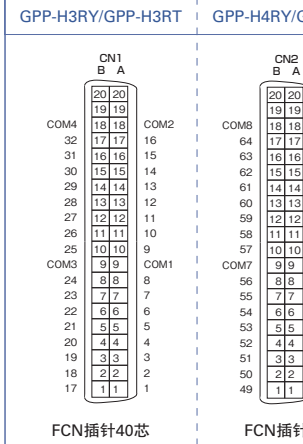 GPP-H3RY/GPP-H3RT GPP-H4RY/G
CN1 CN2
B A B A
20 20 20 20
19 19 19 19
COM4 18 18 COM2 COM8 18 18
32 17 17 16 64 17 17
31 16 16 15 63 16 16
30 15 15 14 62 15 15
29 14 14 13 61 14 14
28 13 13 12 60 13 13
27 12 12 11 59 12 12
26 11 11 10 58 11 11
25 10 10 9 57 10 10
COM3 9 9 COM1 COM7 9 9
24 8 8 8 56 8 8
23 7 7 7 55 7 7
22 6 6 6 54 6 6
21 5 5 5 53 5 5
20 4 4 4 52 4 4
19 3 3 3 51 3 3
18 2 2 2 50 2 2
17 1 1 1 49 1 1
FCN插针40芯 FCN插针